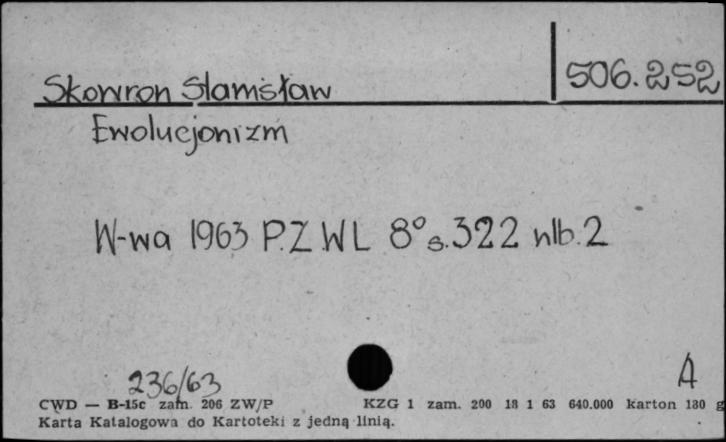 506.252
Skowron Stanisław
Ewolucjonizm
W-wa 1963 P.Z.W.L 8° s.322 nlb.2
236/63
A
CWD — B-15c zam. 206 ZW/P KZG 1 zam. 200 18 1 63 640.000 karton 180 g
Karta Katalogowa do Kartoteki z jedną linią.